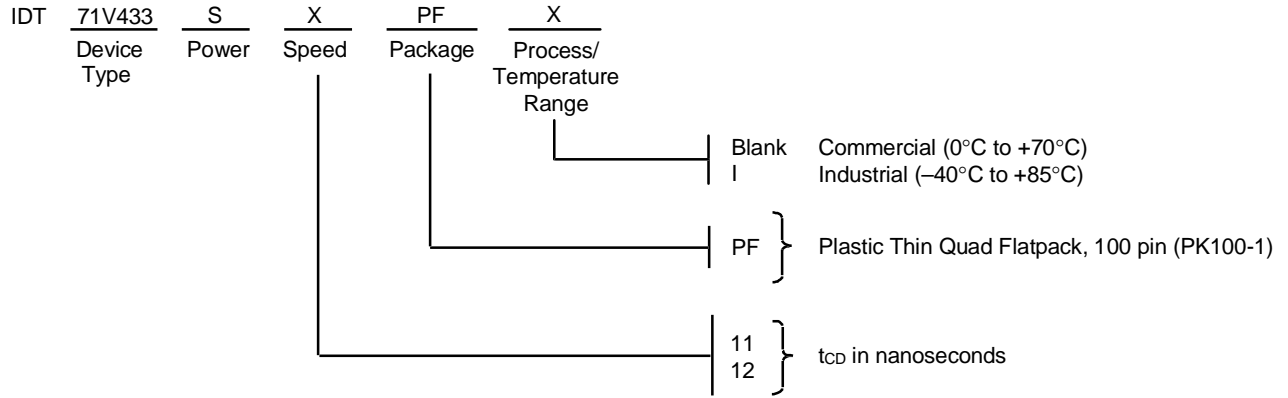 IDT 71V433 S X PF X
Device Type
Power
Speed
Package
Process/
Temperature
Range
Blank Commercial (0°C to +70°C)
I Industrial (–40°C to +85°C)
PF Plastic Thin Quad Flatpack, 100 pin (PK100-1)
11
12
tCD in nanoseconds